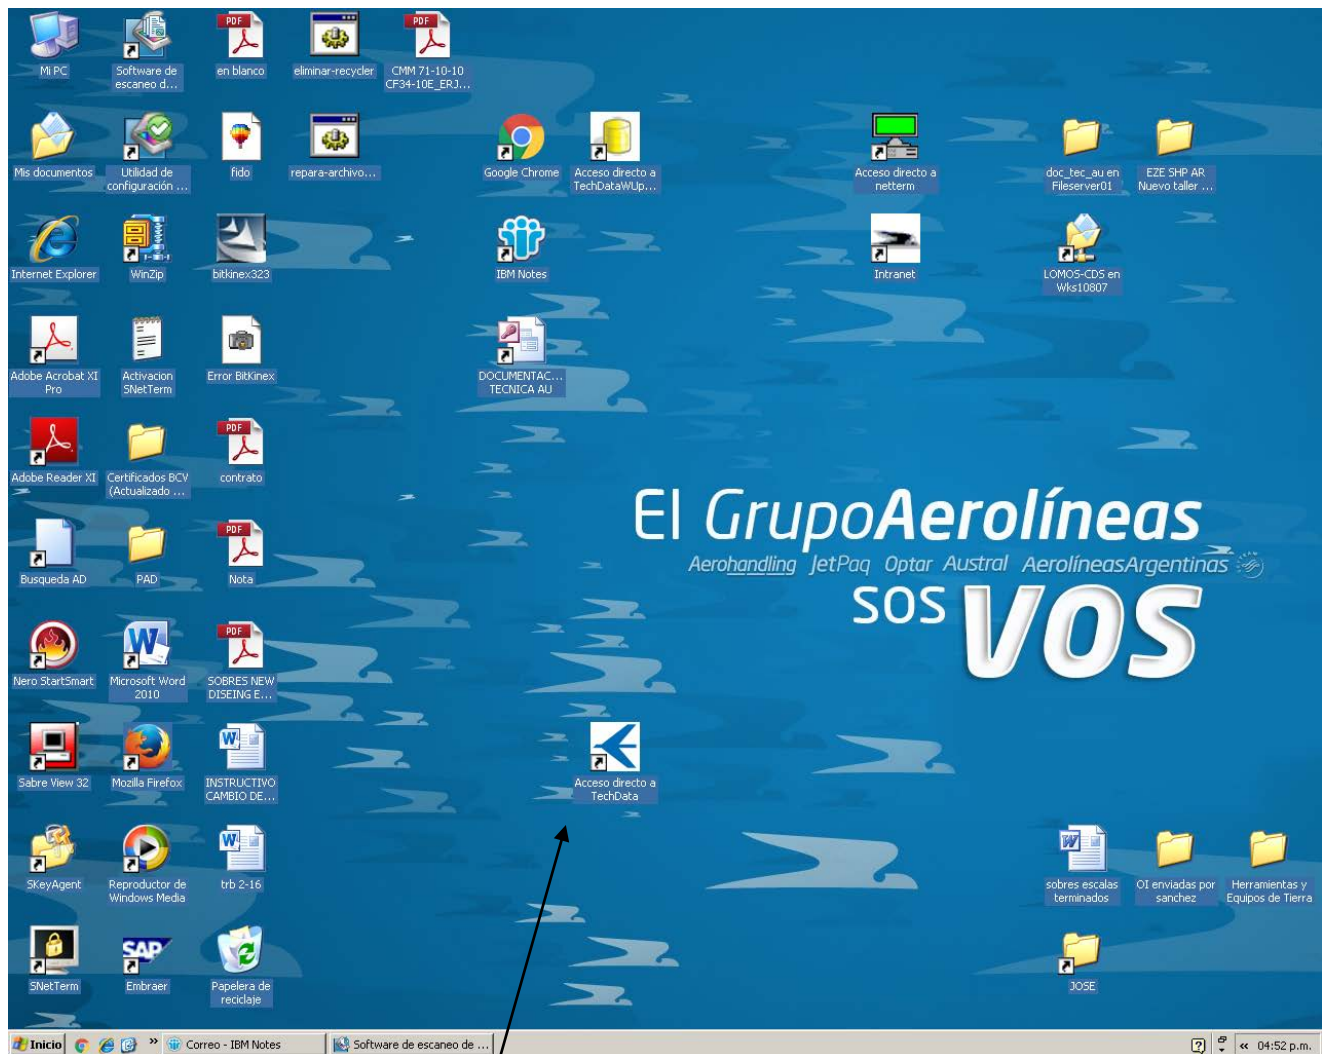 Mi PC
Software de
escaneo d...
en blanco
eliminar-recycler
CMM 71-10-10
CF34-10E_ERJ...
Mis documentos
Utilidad de
configuración ...
fido
repara-archivo...
Google Chrome
Acceso directo a
TechDataWUp...
Acceso directo a
netterm
doc_tec_au en
Fileserver01
EZE SHP AR
Nuevo taller ...
Internet Explorer
WinZip
bitkinex323
IBM Notes
Intranet
LOMOS-CDS en
Wks10807
Adobe Acrobat XI
Pro
Activacion
SNetTerm
Error BitKinex
DOCUMENTAC...
TECNICA AU
Adobe Reader XI
Certificados BCV
(Actualizado ...
contrato
El GrupoAerolíneas
Aerohandling JetPaq Optar Austral AerolíneasArgentinas
sos vos
Busqueda AD
PAD
Nota
Nero StartSmart
Microsoft Word
2010
SOBRES NEW
DISEING E...
Sabre View 32
Mozilla Firefox
INSTRUCTIVO
CAMBIO DE...
Acceso directo a
TechData
SKeyAgent
Reproductor de
Windows Media
trb 2-16
sobres escalas
terminados
OI enviadas por
sanchez
Herramientas y
Equipos de Tierra
SNetTerm
SAP
Embraer
Papelera de
reciclaje
JOSE
Inicio
Correo - IBM Notes
Software de escaneo de ...
04:52 p.m.